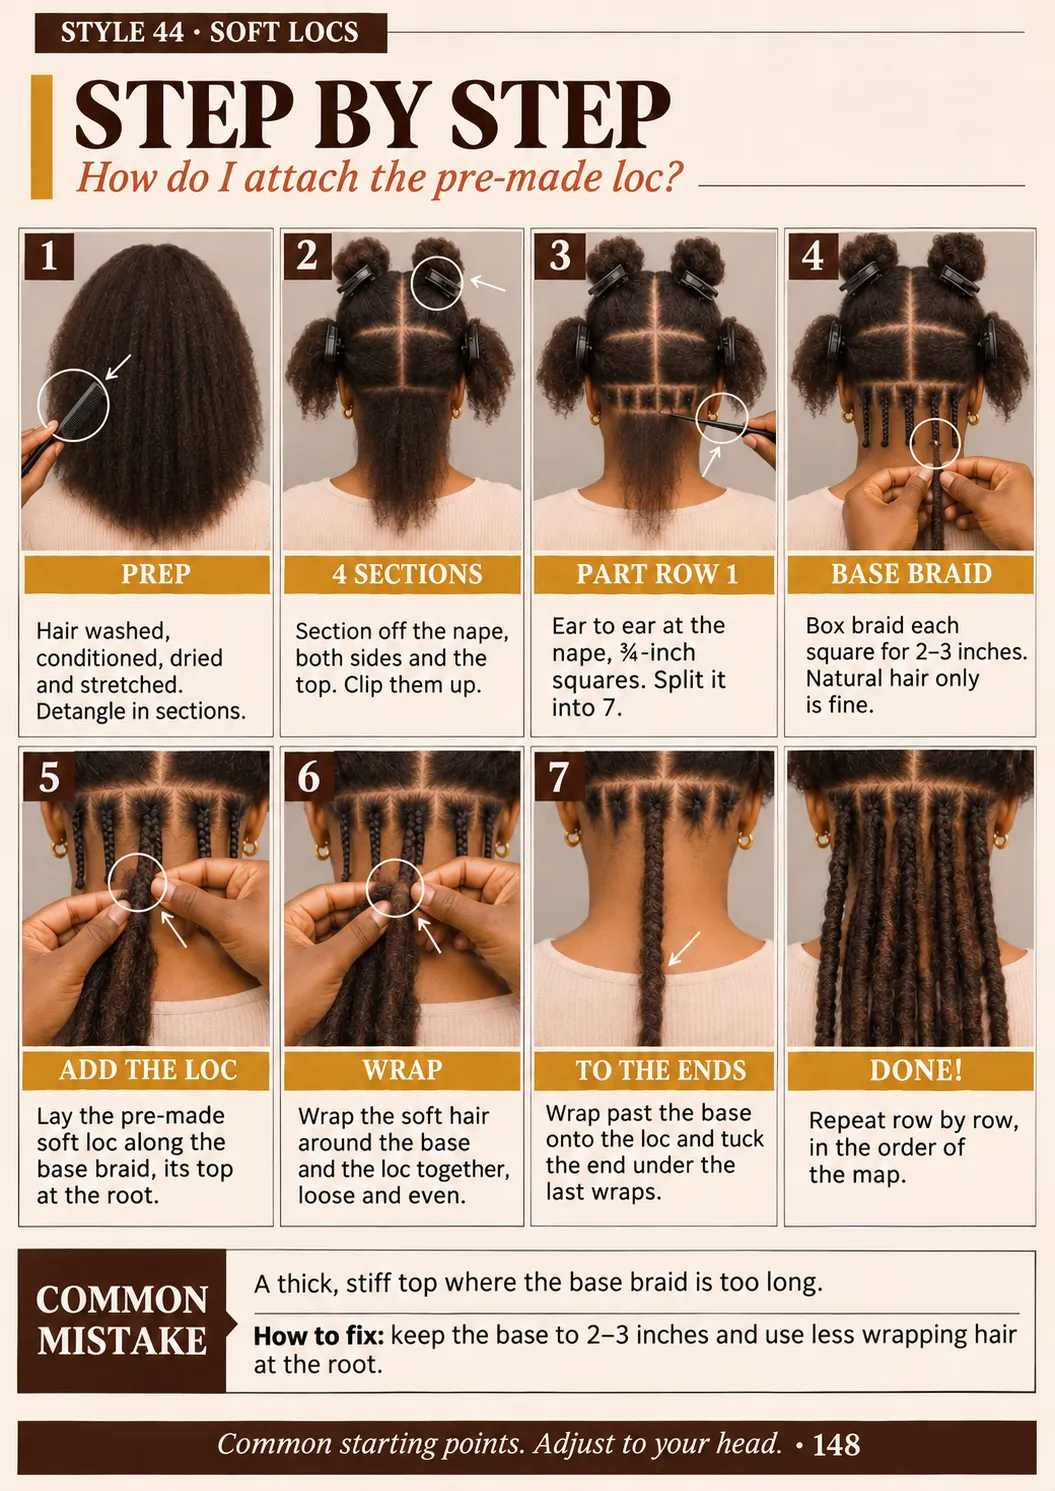 STYLE 44 · SOFT LOCS
STEP BY STEP
How do I attach the pre-made loc?
1
PREP
Hair washed,
conditioned, dried
and stretched.
Detangle in sections.
2
4 SECTIONS
Section off the nape,
both sides and the
top. Clip them up.
3
PART ROW 1
Ear to ear at the
nape, ¾-inch
squares. Split it
into 7.
4
BASE BRAID
Box braid each
square for 2–3 inches.
Natural hair only
is fine.
5
ADD THE LOC
Lay the pre-made
soft loc along the
base braid, its top
at the root.
6
WRAP
Wrap the soft hair
around the base
and the loc together,
loose and even.
7
TO THE ENDS
Wrap past the base
onto the loc and tuck
the end under the
last wraps.
DONE!
Repeat row by row,
in the order of
the map.
COMMON
MISTAKE
A thick, stiff top where the base braid is too long.
How to fix: keep the base to 2–3 inches and use less wrapping hair
at the root.
Common starting points. Adjust to your head. • 148